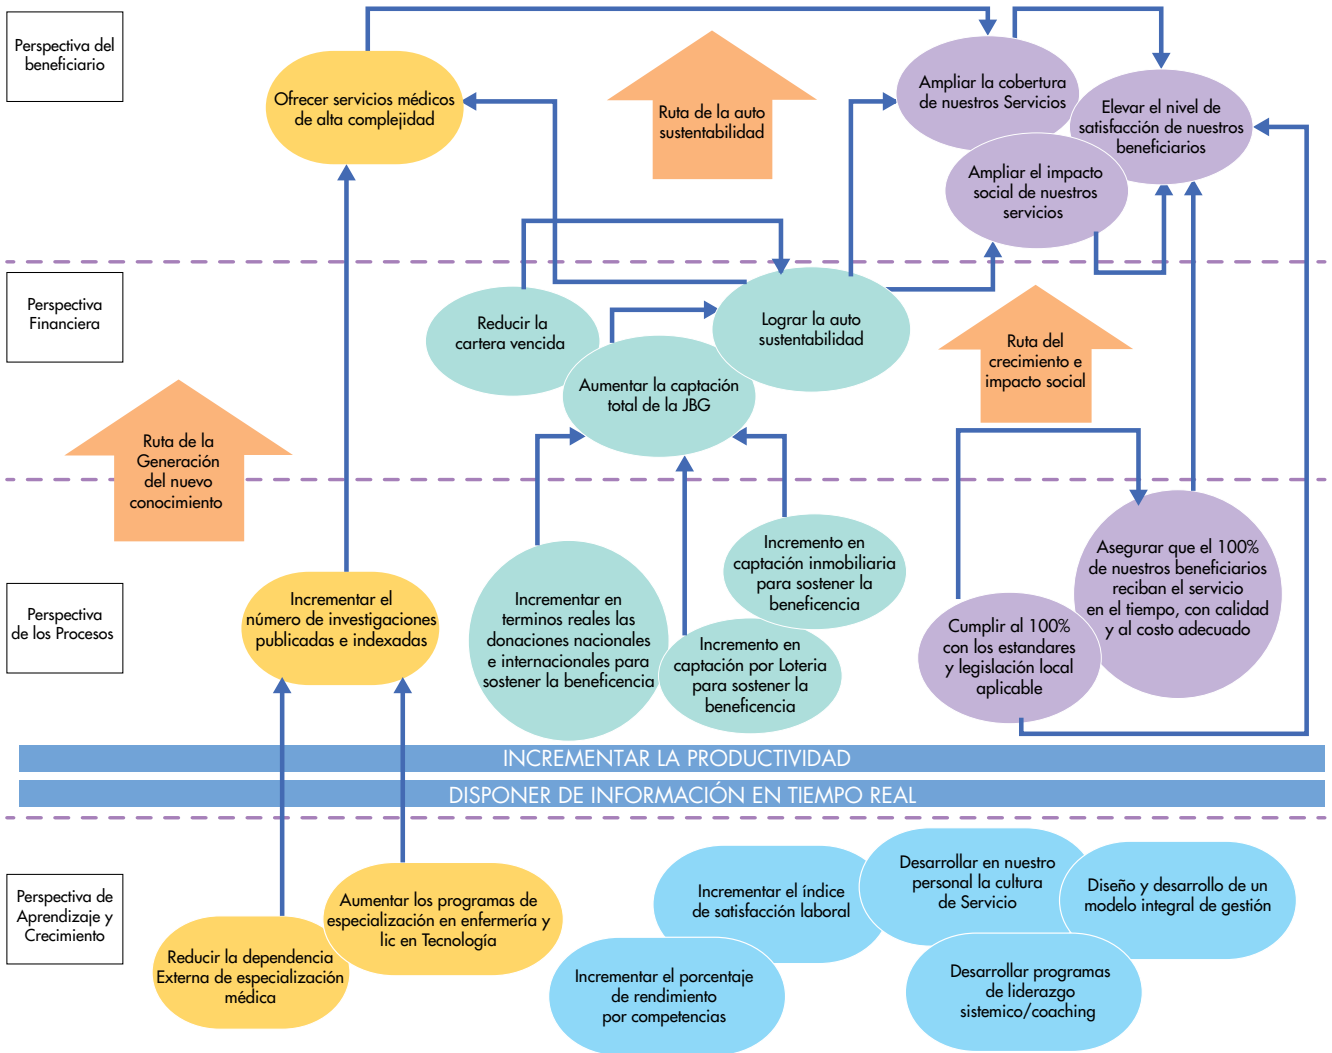 Perspectiva del
beneficiario
Ofrecer servicios médicos
de alta complejidad
Ruta de la auto
sustentabilidad
Ampliar la cobertura
de nuestros Servicios
Elevar el nivel de
satisfacción de nuestros
beneficiarios
Ampliar el impacto
social de nuestros
servicios
Perspectiva
Financiera
Reducir la
cartera vencida
Lograr la auto
sustentabilidad
Aumentar la captación
total de la JBG
Ruta del
crecimiento e
impacto social
Ruta de la
Generación
del nuevo
conocimiento
Perspectiva
de los Procesos
Incrementar el
número de investigaciones
publicadas e indexadas
Incrementar en
terminos reales las
donaciones nacionales
e internacionales para
sostener la beneficencia
Incremento en
captación inmobiliaria
para sostener la
beneficencia
Incremento en
captación por Loteria
para sostener la
beneficencia
Cumplir al 100%
con los estandares
y legislación local
aplicable
Asegurar que el 100%
de nuestros beneficiarios
reciban el servicio
en el tiempo, con calidad
y al costo adecuado
INCREMENTAR LA PRODUCTIVIDAD
DISPONER DE INFORMACIÓN EN TIEMPO REAL
Perspectiva de
Aprendizaje y
Crecimiento
Reducir la dependencia
Externa de especialización
médica
Aumentar los programas de
especialización en enfermería y
lic en Tecnología
Incrementar el índice
de satisfacción laboral
Desarrollar en nuestro
personal la cultura
de Servicio
Diseño y desarrollo de un
modelo integral de gestión
Incrementar el porcentaje
de rendimiento
por competencias
Desarrollar programas
de liderazgo
sistemico/coaching